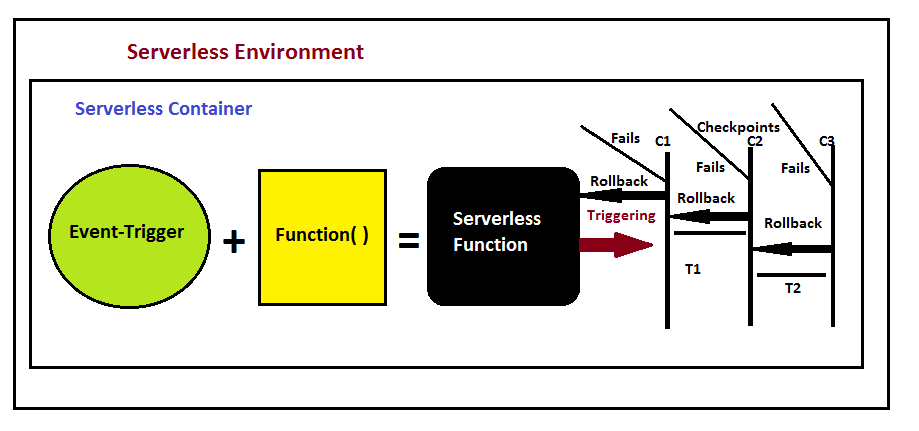 Serverless Environment
Serverless Container
Checkpoints
Fails
C1
C2
C3
Fails
Fails
Rollback
Rollback
Rollback
Event-Trigger
+
Function( )
=
Serverless
Function
Triggering
T1
T2